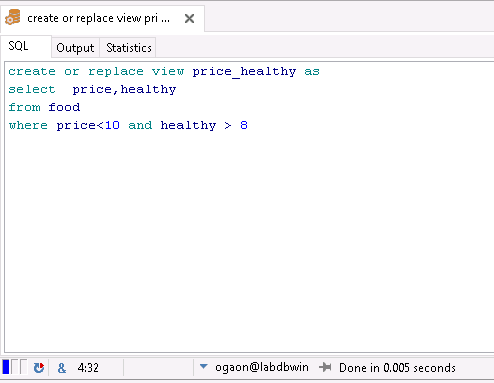 create or replace view pri ...
SQL Output Statistics
create or replace view price_healthy as
select  price,healthy
from food
where price<10 and healthy > 8
& 4:32 ogaon@labdbwin Done in 0.005 seconds